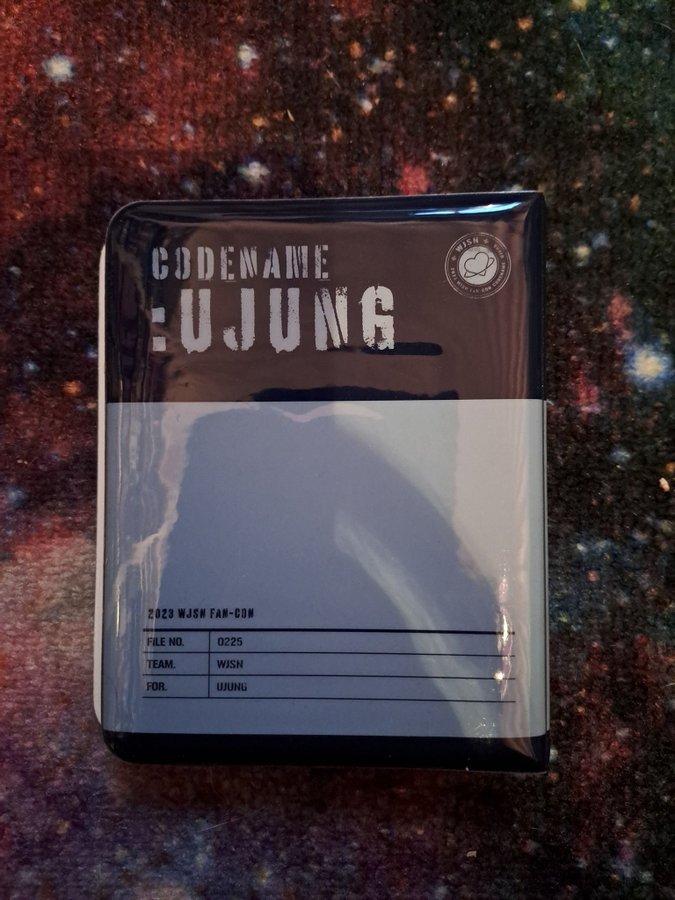 CODENAME
:UJUNG
WJSN
2023 WJSN FAN-CON
FILE NO. 0225
TEAM. WJSN
FOR. UJUNG